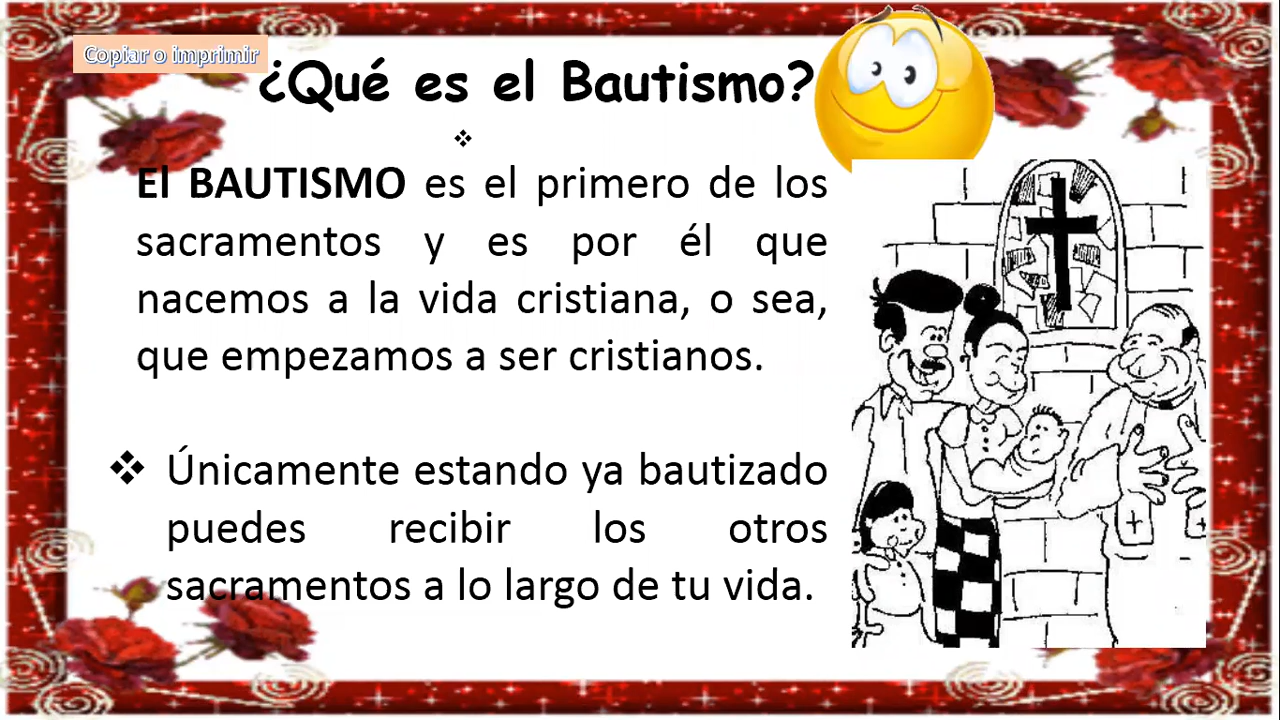 Copiar o imprimir
¿Qué es el Bautismo?
❖
El BAUTISMO es el primero de los
sacramentos y es por él que
nacemos a la vida cristiana, o sea,
que empezamos a ser cristianos.
❖ Únicamente estando ya bautizado
puedes recibir los otros
sacramentos a lo largo de tu vida.